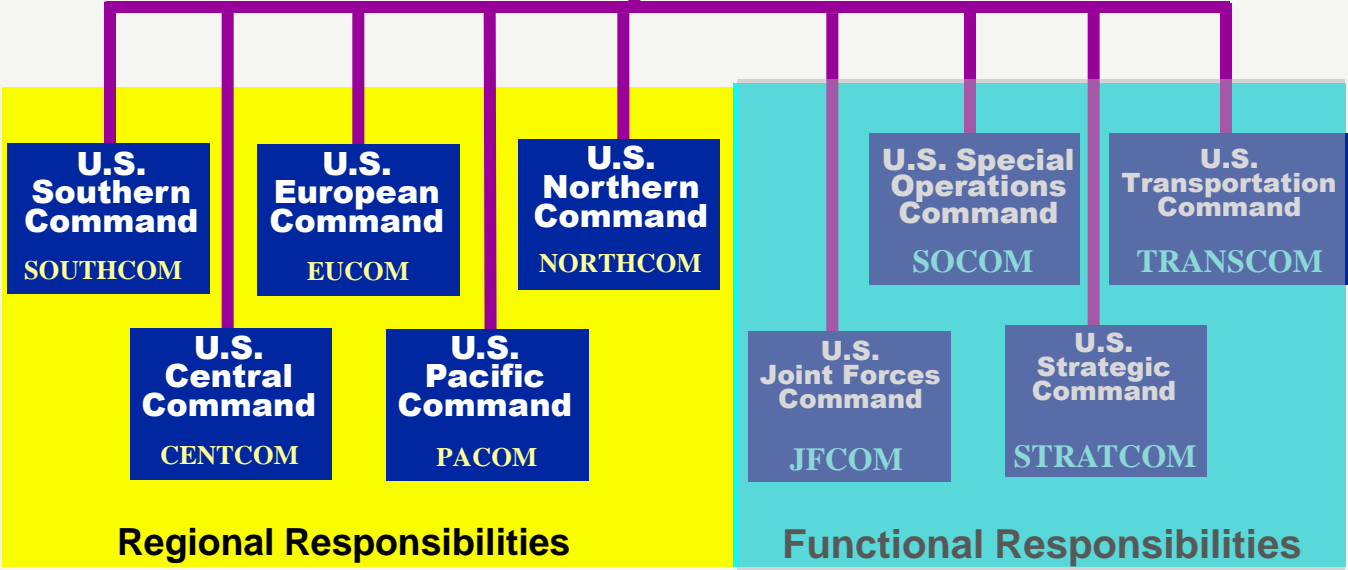 U.S.
Southern
Command
SOUTHCOM
U.S.
European
Command
EUCOM
U.S.
Northern
Command
NORTHCOM
U.S. Special
Operations
Command
SOCOM
U.S.
Transportation
Command
TRANSCOM
U.S.
Central
Command
CENTCOM
U.S.
Pacific
Command
PACOM
U.S.
Joint Forces
Command
JFCOM
U.S.
Strategic
Command
STRATCOM
Regional Responsibilities
Functional Responsibilities